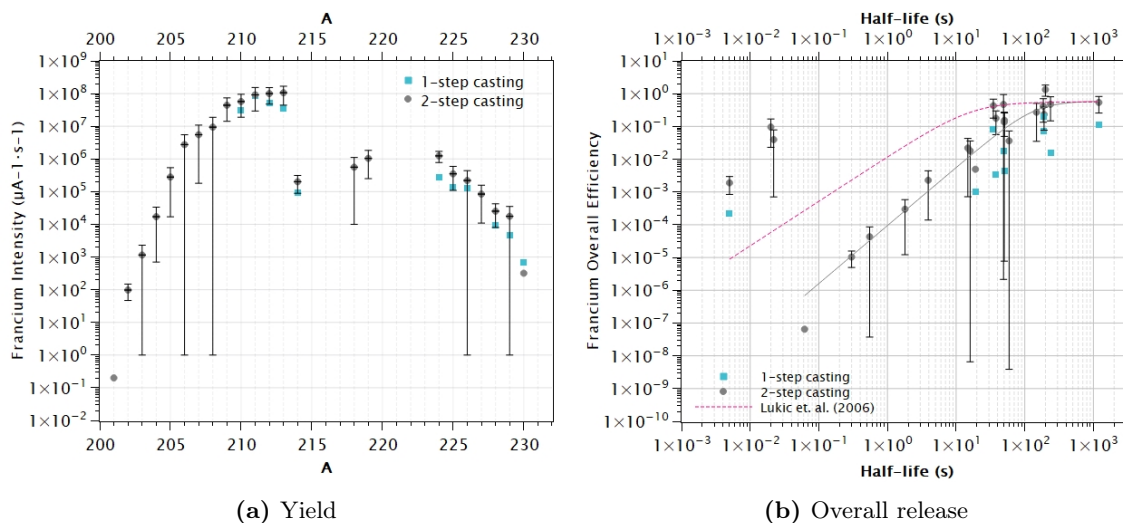 A
200 205 210 215 220 225 230
1×10⁹
1×10⁸
1×10⁷
1×10⁶
1×10⁵
1×10⁴
1×10³
1×10²
1×10¹
1×10⁰
1×10⁻¹
1×10⁻²
Francium Intensity (µA−1·s−1)
1−step casting
2−step casting
200 205 210 215 220 225 230
A
(a) Yield
Half−life (s)
1×10⁻³ 1×10⁻² 1×10⁻¹ 1×10⁰ 1×10¹ 1×10² 1×10³
1×10¹
1×10⁰
1×10⁻¹
1×10⁻²
1×10⁻³
1×10⁻⁴
1×10⁻⁵
1×10⁻⁶
1×10⁻⁷
1×10⁻⁸
1×10⁻⁹
1×10⁻¹⁰
Francium Overall Efficiency
1−step casting
2−step casting
Lukic et. al. (2006)
1×10⁻³ 1×10⁻² 1×10⁻¹ 1×10⁰ 1×10¹ 1×10² 1×10³
Half−life (s)
(b) Overall release